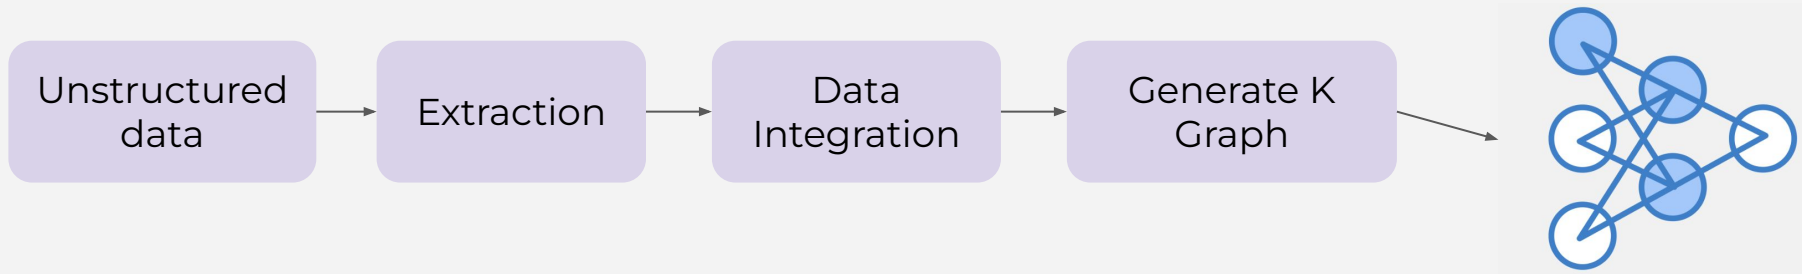 Unstructured
data
Extraction
Data
Integration
Generate K
Graph